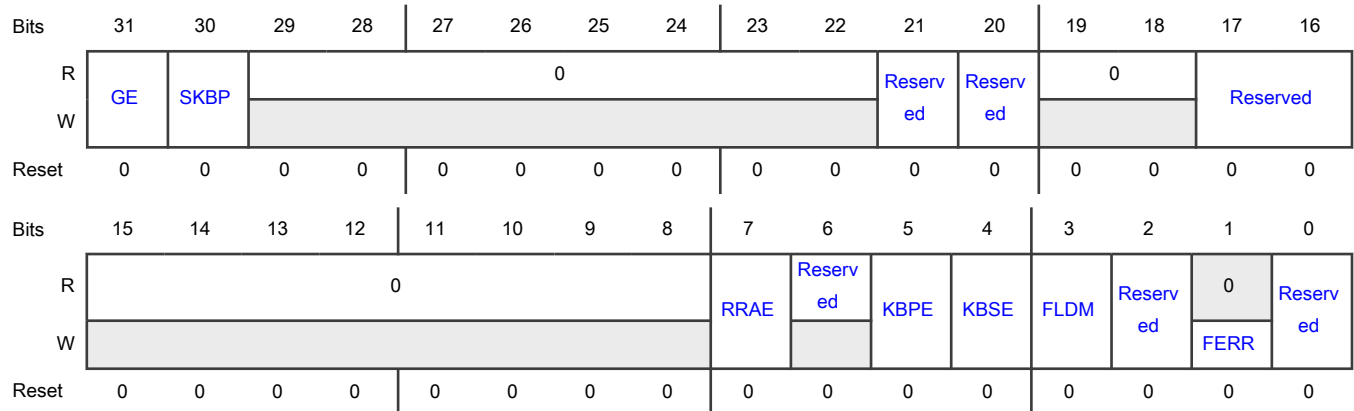 Bits 31 30 29 28 27 26 25 24 23 22 21 20 19 18 17 16
R 0 0
GE SKBP Reserv Reserv Reserved
ed ed
W
Reset 0 0 0 0 0 0 0 0 0 0 0 0 0 0 0 0
Bits 15 14 13 12 11 10 9 8 7 6 5 4 3 2 1 0
R 0 RRAE Reserv ed KBPE KBSE FLDM Reserv ed 0 Reserv ed
W FERR
Reset 0 0 0 0 0 0 0 0 0 0 0 0 0 0 0 0